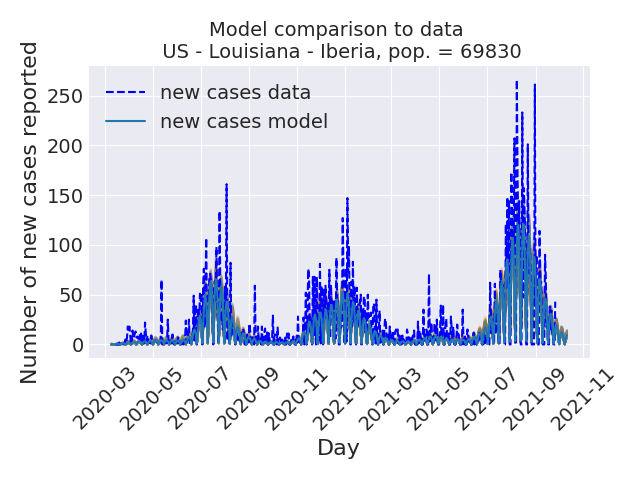 Model comparison to data
US - Louisiana - Iberia, pop. = 69830
new cases data
new cases model
Number of new cases reported
250
200
150
100
50
0
2020-03
2020-05
2020-07
2020-09
2020-11
2021-01
2021-03
2021-05
2021-07
2021-09
2021-11
Day